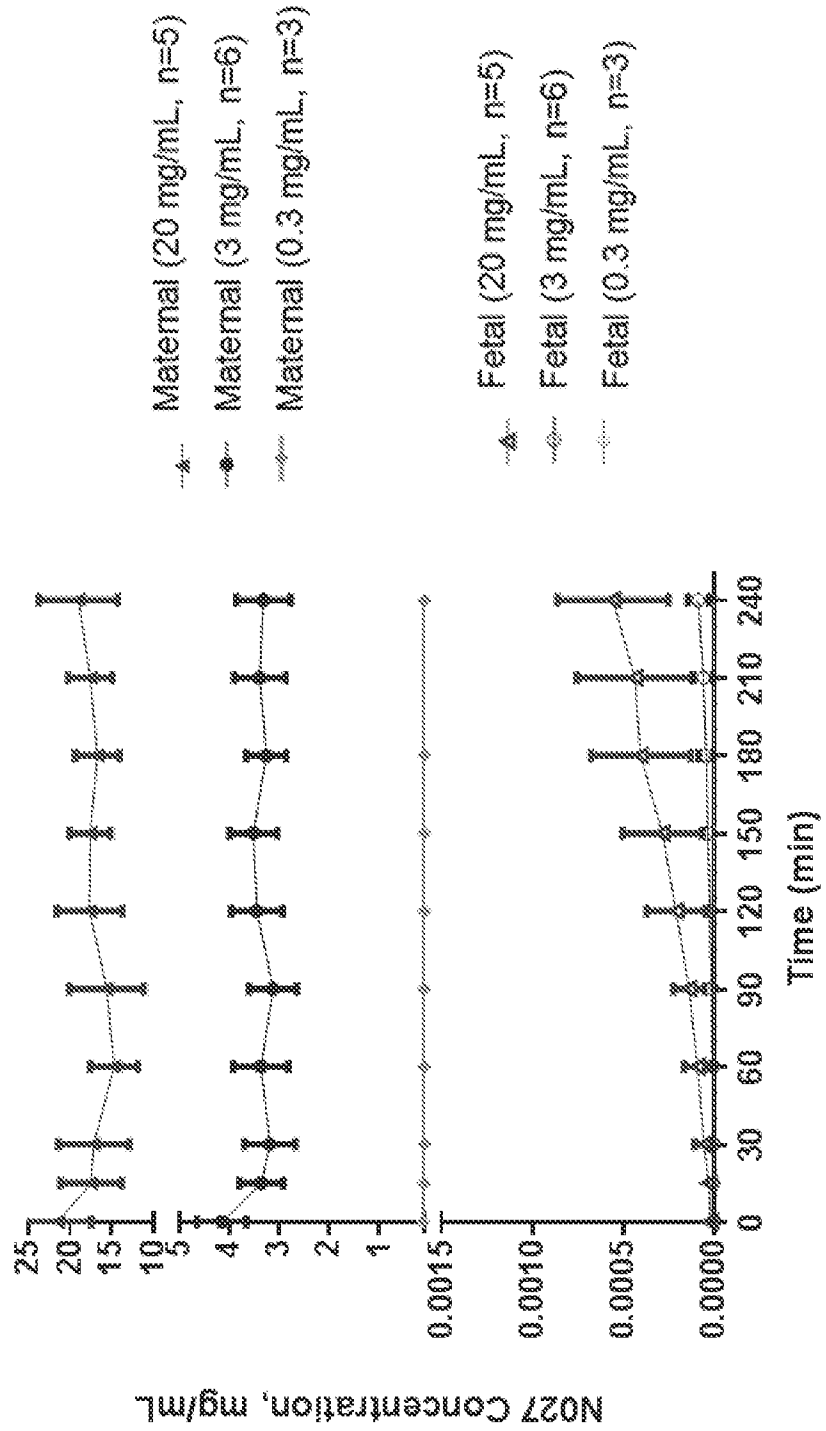 N027 Concentration, mg/mL
25
20
15
10
5
4
3
2
1
0.0015
0.0010
0.0005
0.0000
0 30 60 90 120 150 180 210 240
Time (min)
Maternal (20 mg/mL, n=5)
Maternal (3 mg/mL, n=6)
Maternal (0.3 mg/mL, n=3)
Fetal (20 mg/mL, n=5)
Fetal (3 mg/mL, n=6)
Fetal (0.3 mg/mL, n=3)